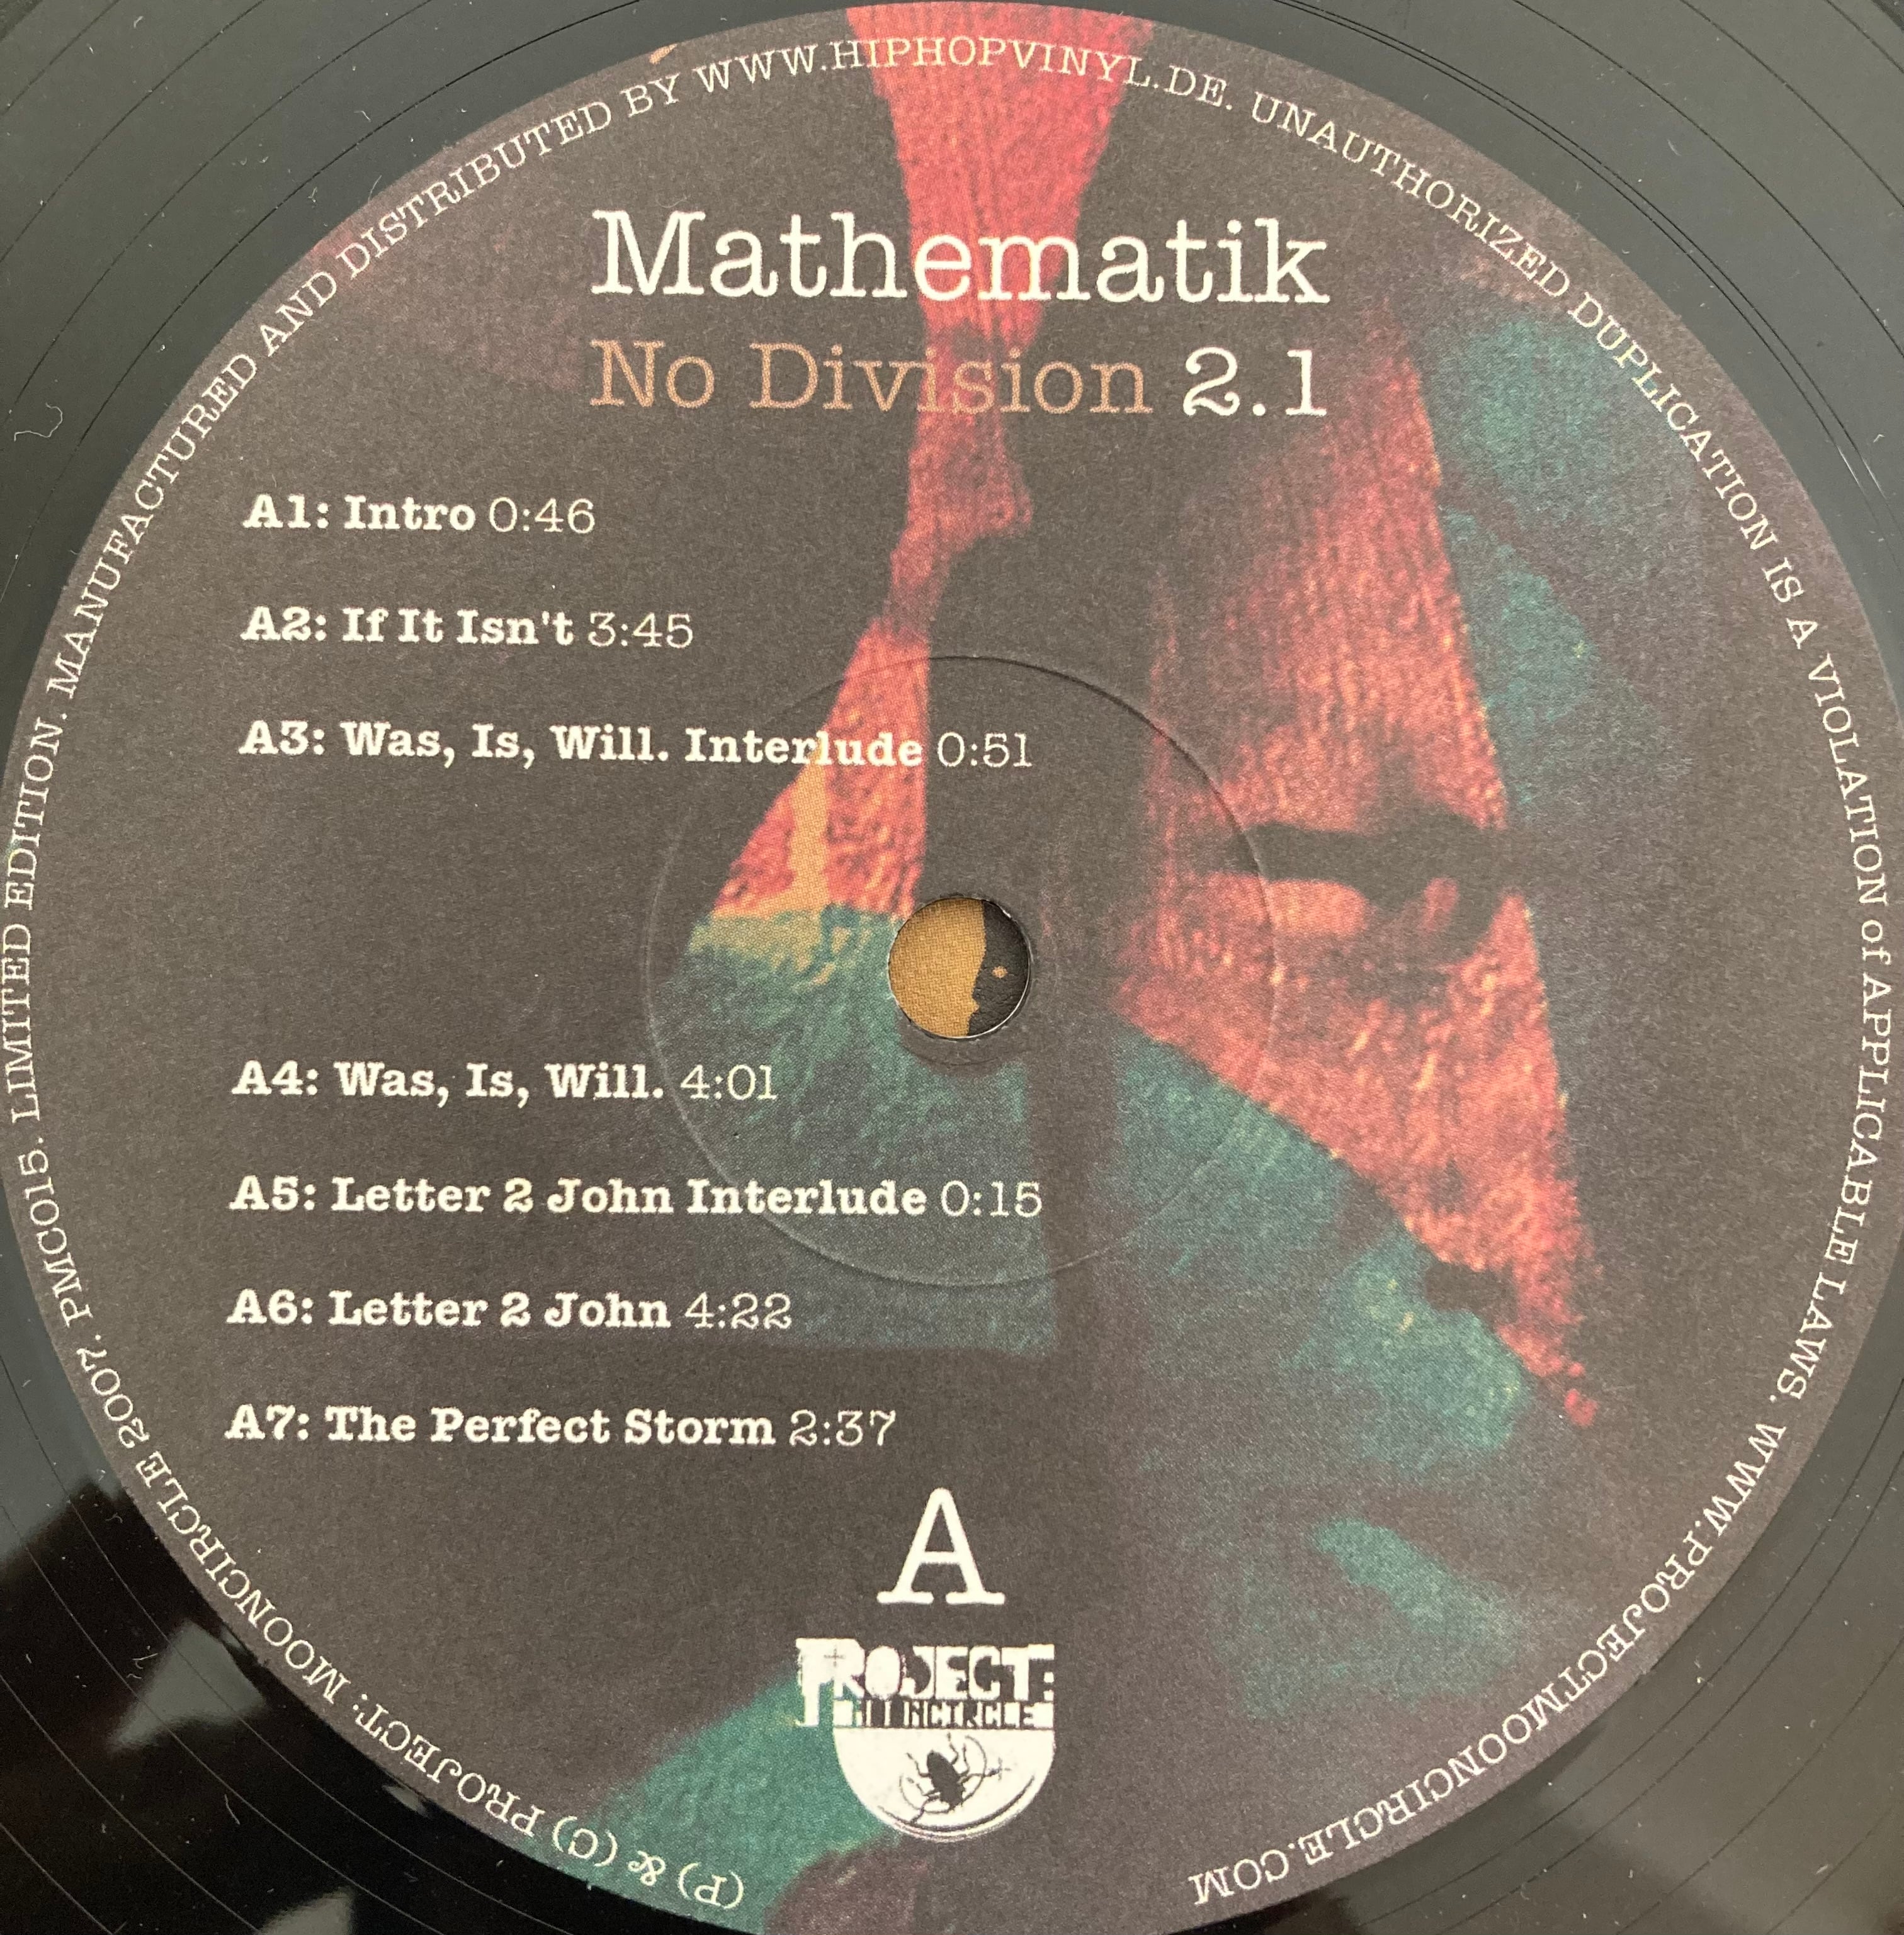 Mathematik
No Division 2.1
A1: Intro 0:46
A2: If It Isn't 3:45
A3: Was, Is, Will. Interlude 0:51
A4: Was, Is, Will. 4:01
A5: Letter 2 John Interlude 0:15
A6: Letter 2 John 4:22
A7: The Perfect Storm 2:37
A
PROJECT:
MOONCIRCLE
(P) & (C) PROJECT: MOONCIRCLE 2007. PMC015. LIMITED EDITION. MANUFACTURED AND DISTRIBUTED BY WWW.HIPHOPVINYL.DE. UNAUTHORIZED DUPLICATION IS A VIOLATION of APPLICABLE LAWS. WWW.PROJECTMOONCIRCLE.COM